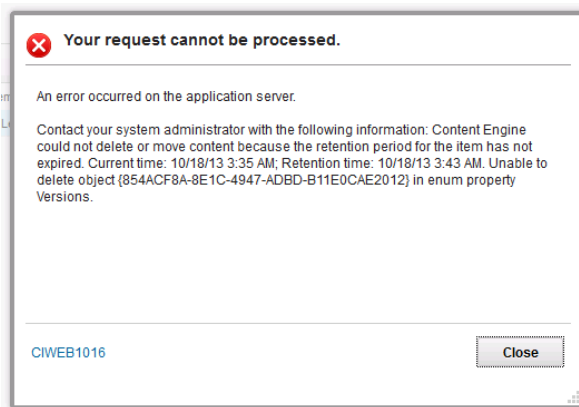 Your request cannot be processed.
An error occurred on the application server.
Contact your system administrator with the following information: Content Engine
could not delete or move content because the retention period for the item has not
expired. Current time: 10/18/13 3:35 AM; Retention time: 10/18/13 3:43 AM. Unable to
delete object {854ACF8A-8E1C-4947-ADBD-B11E0CAE2012} in enum property
Versions.
CIWEB1016
Close